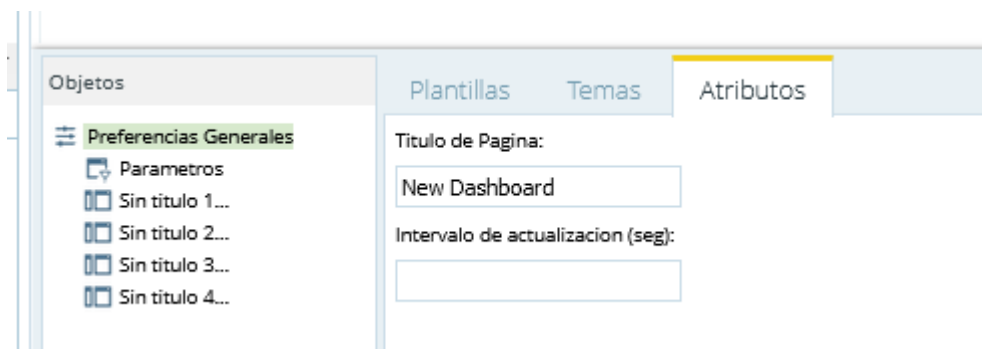 Objetos
Preferencias Generales
Parametros
Sin titulo 1...
Sin titulo 2...
Sin titulo 3...
Sin titulo 4...
Plantillas Temas Atributos
Titulo de Pagina:
New Dashboard
Intervalo de actualizacion (seg):